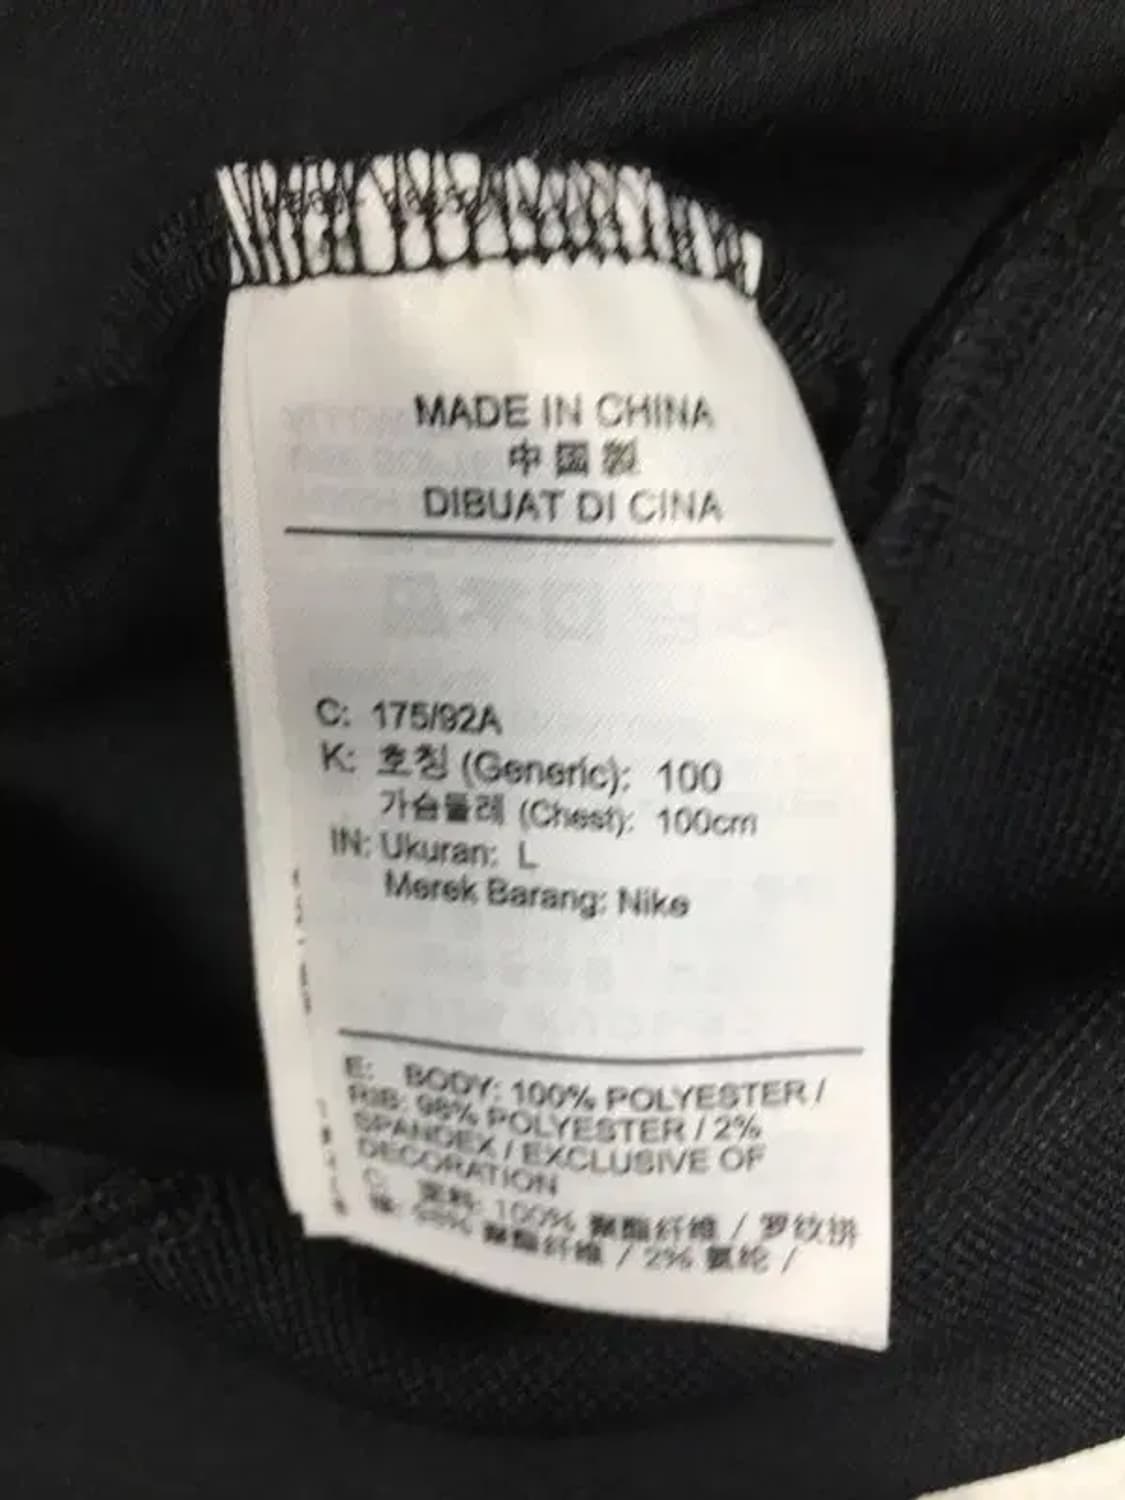 MADE IN CHINA
中国製
DIBUAT DI CINA
C: 175/92A
K: 호칭 (Generic): 100
가슴둘레 (Chest): 100cm
IN: Ukuran: L
Merek Barang: Nike
E: BODY: 100% POLYESTER /
RIB: 98% POLYESTER / 2%
SPANDEX / EXCLUSIVE OF
DECORATION
C: 面料: 100% 聚酯纤维 / 罗纹拼
接: 98% 聚酯纤维 / 2% 氨纶 /